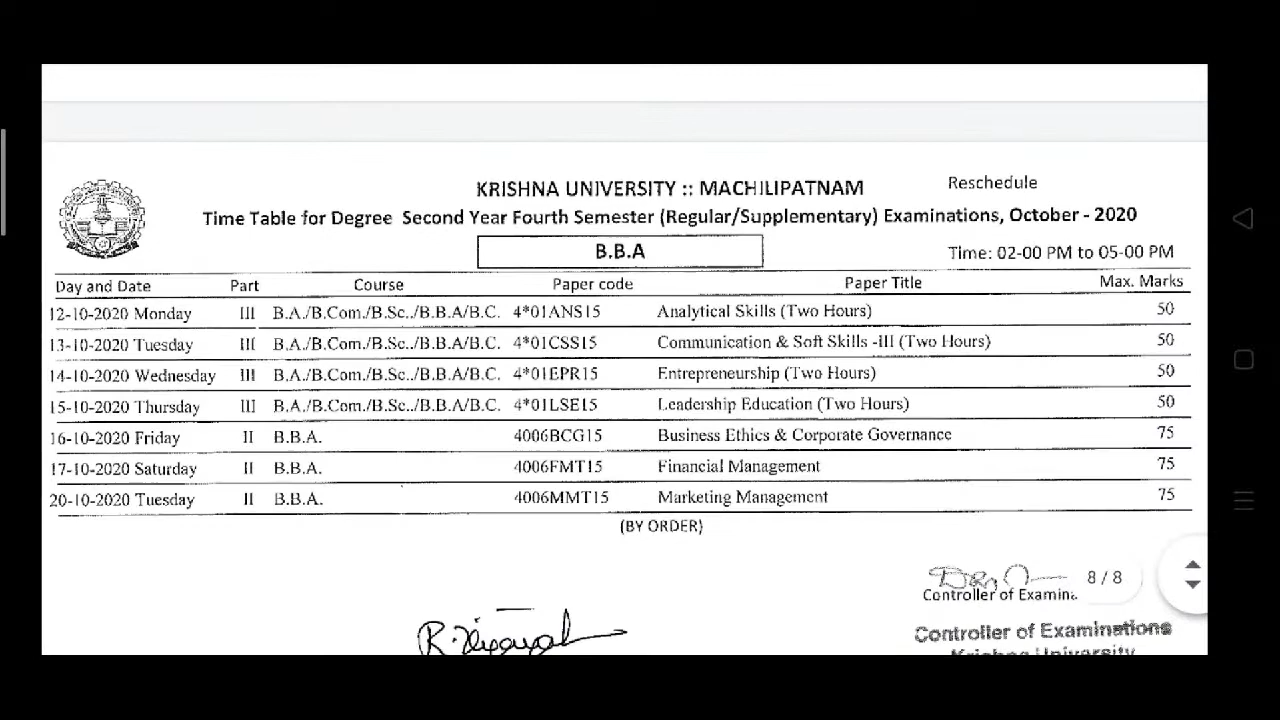 KRISHNA UNIVERSITY :: MACHILIPATNAM Reschedule
Time Table for Degree Second Year Fourth Semester (Regular/Supplementary) Examinations, October - 2020
B.B.A
Time: 02-00 PM to 05-00 PM
Day and Date Part Course Paper code Paper Title Max. Marks
12-10-2020 Monday III B.A./B.Com./B.Sc../B.B.A/B.C. 4*01ANS15 Analytical Skills (Two Hours) 50
13-10-2020 Tuesday III B.A./B.Com./B.Sc../B.B.A/B.C. 4*01CSS15 Communication & Soft Skills -III (Two Hours) 50
14-10-2020 Wednesday III B.A./B.Com./B.Sc../B.B.A/B.C. 4*01EPR15 Entrepreneurship (Two Hours) 50
15-10-2020 Thursday III B.A./B.Com./B.Sc../B.B.A/B.C. 4*01LSE15 Leadership Education (Two Hours) 50
16-10-2020 Friday II B.B.A. 4006BCG15 Business Ethics & Corporate Governance 75
17-10-2020 Saturday II B.B.A. 4006FMT15 Financial Management 75
20-10-2020 Tuesday II B.B.A. 4006MMT15 Marketing Management 75
(BY ORDER)
8 / 8
Controller of Examina
Controller of Examinations
Krishna University